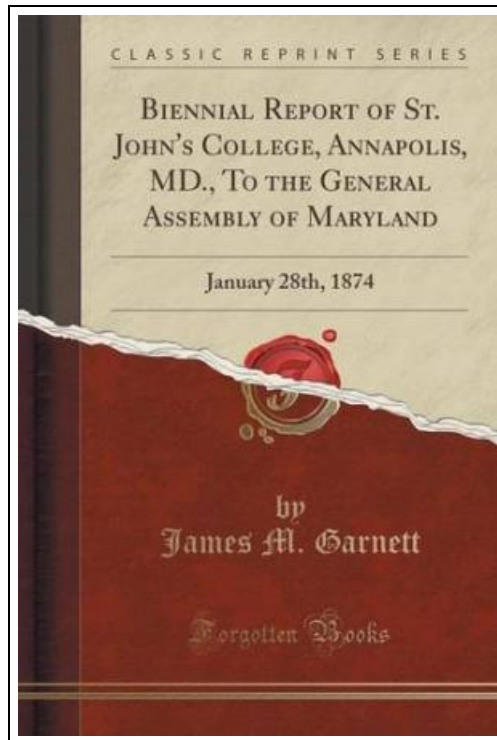 CLASSIC REPRINT SERIES
BIENNIAL REPORT OF ST.
JOHN'S COLLEGE, ANNAPOLIS,
MD., TO THE GENERAL
ASSEMBLY OF MARYLAND
January 28th, 1874
by
James M. Garnett
Forgotten Books